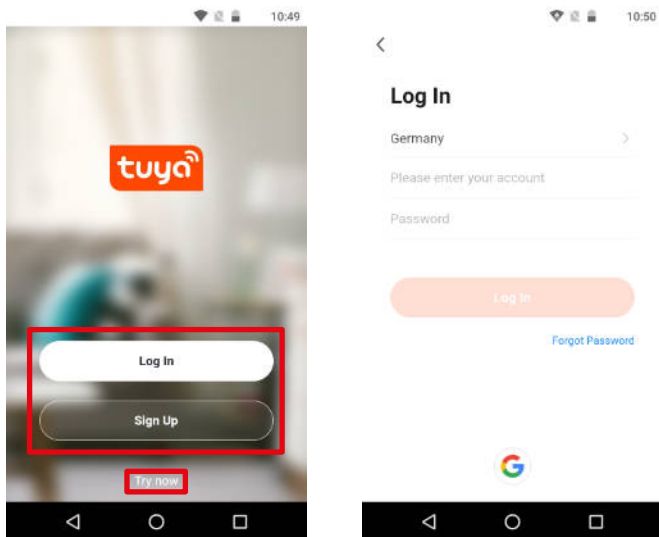 10:49
tuya
Log In
Sign Up
Try now
10:50
Log In
Germany
Please enter your account
Password
Log In
Forgot Password
G